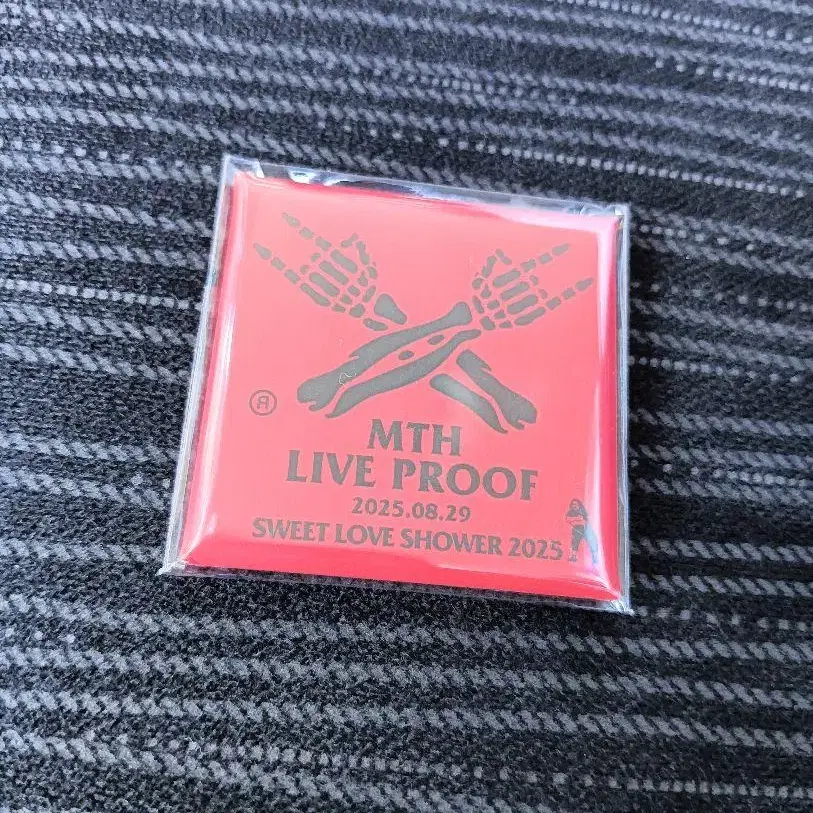 ®
MTH
LIVE PROOF
2025.08.29
SWEET LOVE SHOWER 2025